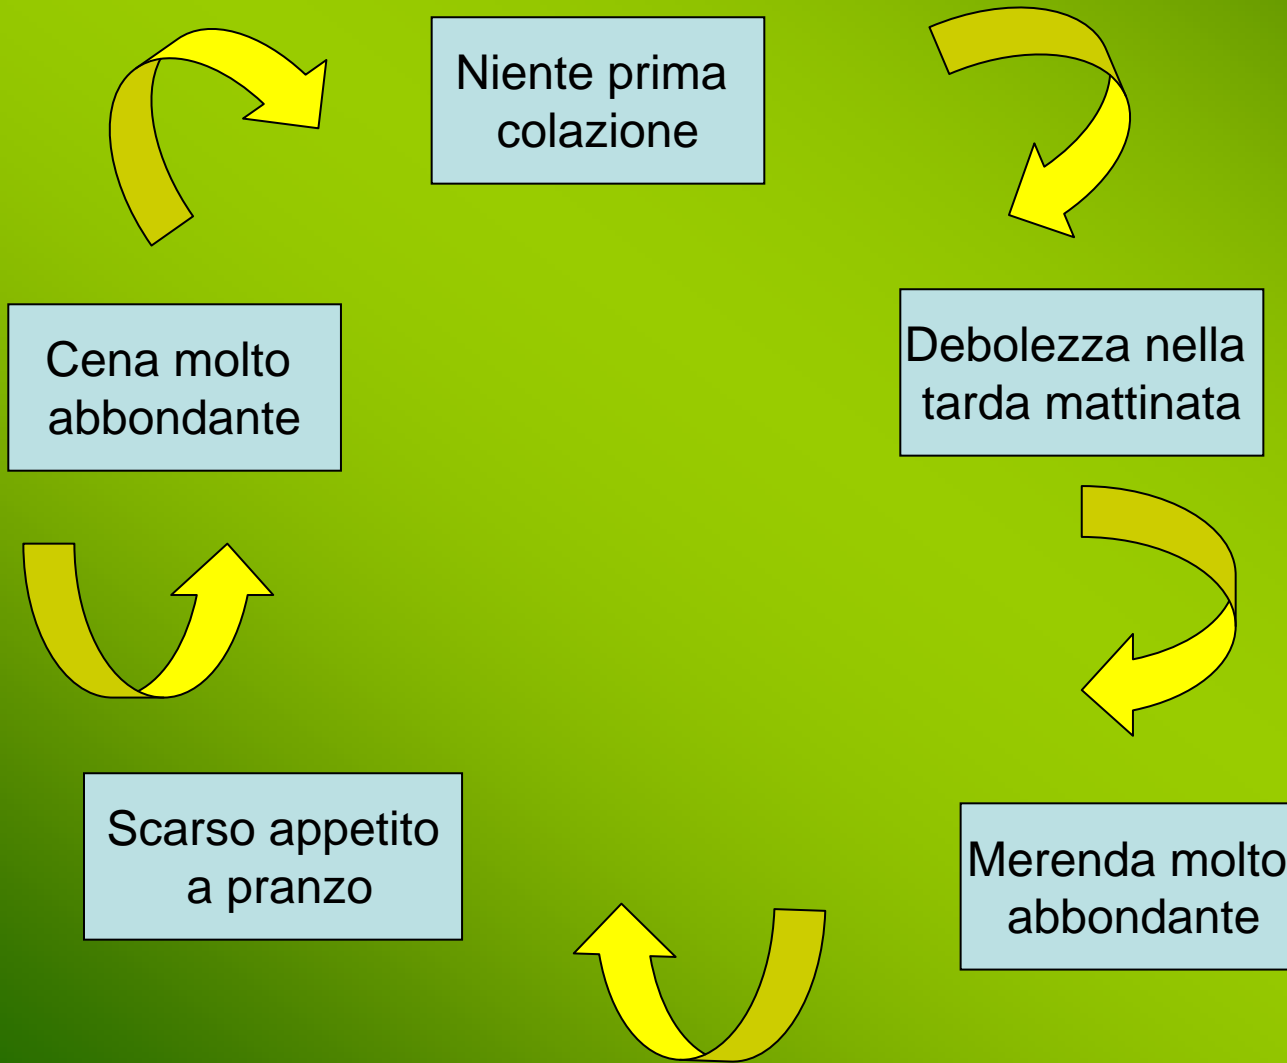 Niente prima
colazione
Debolezza nella
tarda mattinata
Merenda molto
abbondante
Scarso appetito
a pranzo
Cena molto
abbondante